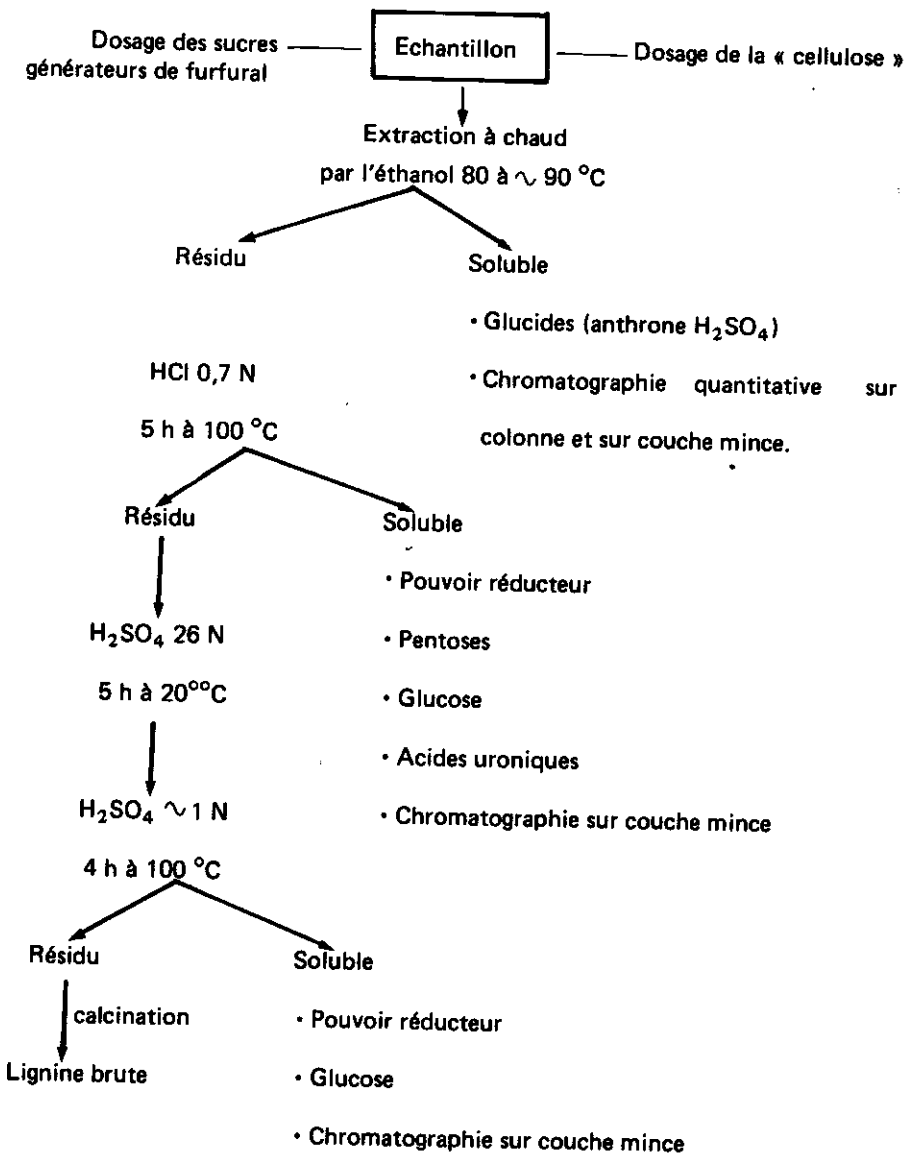 Dosage des sucres
générateurs de furfural
Echantillon
Dosage de la « cellulose »
Extraction à chaud
par l'éthanol 80 à ∿ 90 °C
Résidu
Soluble
• Glucides (anthrone H₂SO₄)
• Chromatographie quantitative sur
colonne et sur couche mince.
HCl 0,7 N
5 h à 100 °C
Résidu
Soluble
• Pouvoir réducteur
• Pentoses
• Glucose
• Acides uroniques
• Chromatographie sur couche mince
H₂SO₄ 26 N
5 h à 20°°C
H₂SO₄ ∿ 1 N
4 h à 100 °C
Résidu
Soluble
calcination
Lignine brute
• Pouvoir réducteur
• Glucose
• Chromatographie sur couche mince